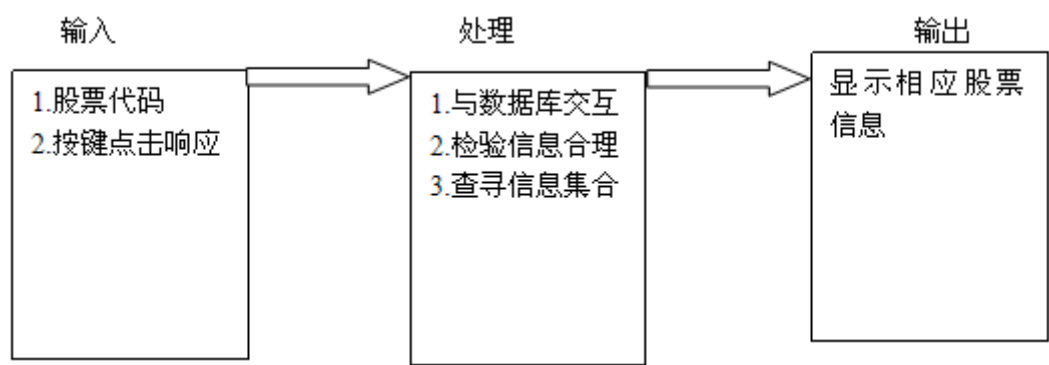 输入
1.股票代码
2.按键点击响应
处理
1.与数据库交互
2.检验信息合理
3.查寻信息集合
输出
显示相应股票
信息